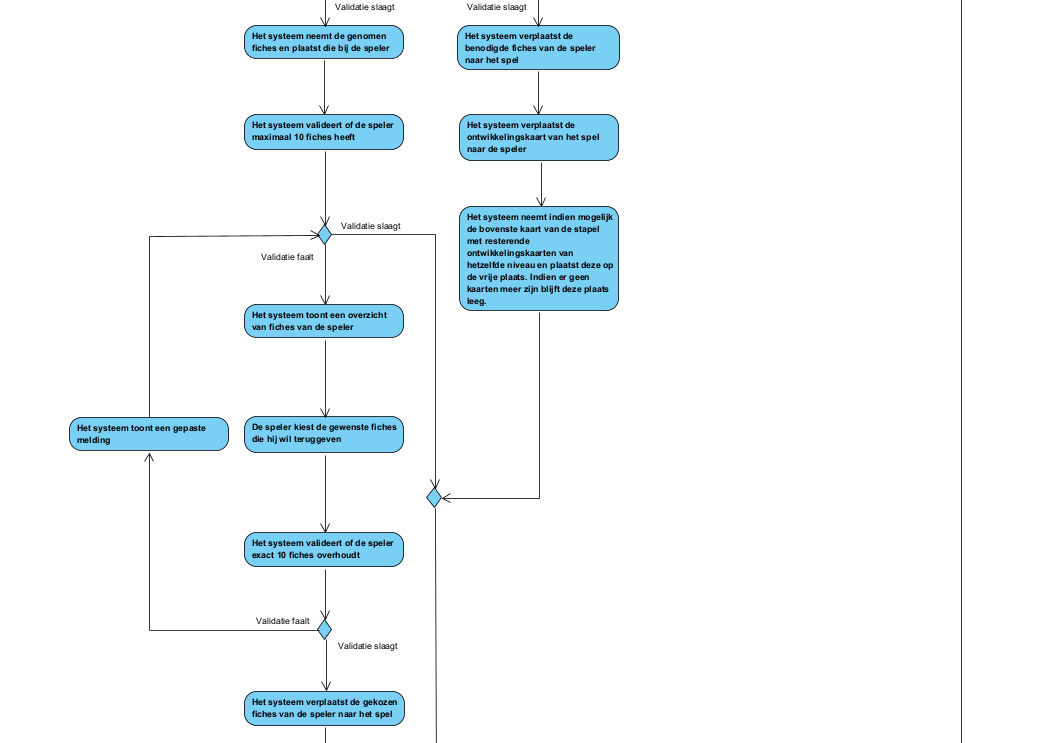 Validatie slaagt
Validatie slaagt
Het systeem neemt de genomen
fiches en plaatst die bij de speler
Het systeem verplaatst de
benodigde fiches van de speler
naar het spel
Het systeem valideert of de speler
maximaal 10 fiches heeft
Het systeem verplaatst de
ontwikkelingskaart van het spel
naar de speler
Validatie slaagt
Validatie faalt
Het systeem neemt indien mogelijk
de bovenste kaart van de stapel
met resterende
ontwikkelingskaarten van
hetzelfde niveau en plaatst deze op
de vrije plaats. Indien er geen
kaarten meer zijn blijft deze plaats
leeg.
Het systeem toont een overzicht
van fiches van de speler
Het systeem toont een gepaste
melding
De speler kiest de gewenste fiches
die hij wil teruggeven
Het systeem valideert of de speler
exact 10 fiches overhoudt
Validatie faalt
Validatie slaagt
Het systeem verplaatst de gekozen
fiches van de speler naar het spel